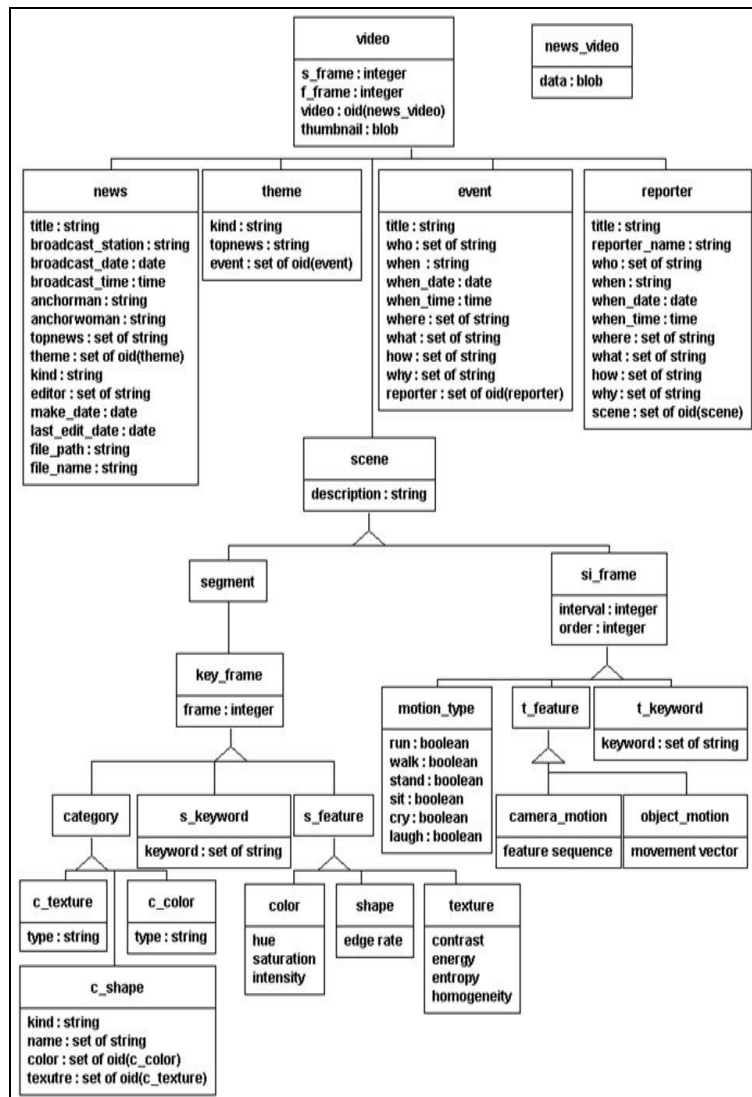 video
s_frame : integer
f_frame : integer
video : oid(news_video)
thumbnail : blob
news_video
data : blob
news
title : string
broadcast_station : string
broadcast_date : date
broadcast_time : time
anchorman : string
anchorwoman : string
topnews : set of string
theme : set of oid(theme)
kind : string
editor : set of string
make_date : date
last_edit_date : date
file_path : string
file_name : string
theme
kind : string
topnews : string
event : set of oid(event)
event
title : string
who : set of string
when : string
when_date : date
when_time : time
where : set of string
what : set of string
how : set of string
why : set of string
reporter : set of oid(reporter)
reporter
title : string
reporter_name : string
who : set of string
when : string
when_date : date
when_time : time
where : set of string
what : set of string
how : set of string
why : set of string
scene : set of oid(scene)
scene
description : string
segment
si_frame
interval : integer
order : integer
key_frame
frame : integer
motion_type
run : boolean
walk : boolean
stand : boolean
sit : boolean
cry : boolean
laugh : boolean
t_feature
t_keyword
keyword : set of string
camera_motion
feature sequence
object_motion
movement vector
category
s_keyword
keyword : set of string
s_feature
c_texture
type : string
c_color
type : string
color
hue
saturation
intensity
shape
edge rate
texture
contrast
energy
entropy
homogeneity
c_shape
kind : string
name : set of string
color : set of oid(c_color)
texutre : set of oid(c_texture)